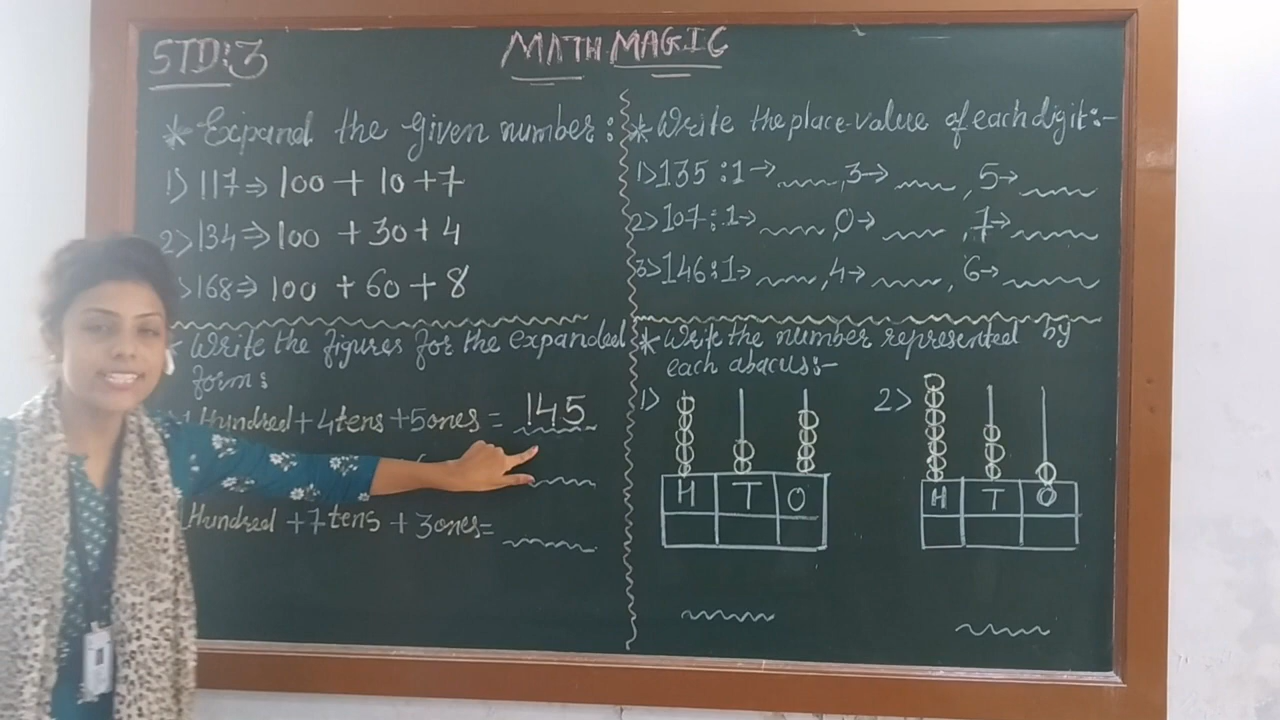 STD:3
MATH MAGIC
* Expand the given number:
1) 117 ⇒ 100 + 10 + 7
2> 134 ⇒ 100 + 30 + 4
> 168 ⇒ 100 + 60 + 8
* Write the figures for the expanded
form:
1 Hundred + 4 tens + 5 ones = 145
1 Hundred + 7 tens + 3 ones =
* Write the place-value of each digit:-
1> 135 : 1→ , 3→ , 5→
2> 107 : 1→ , 0→ , 7→
3> 146 : 1→ , 4→ , 6→
* Write the number represented by
each abacus:-
1) 2>
H T O H T O